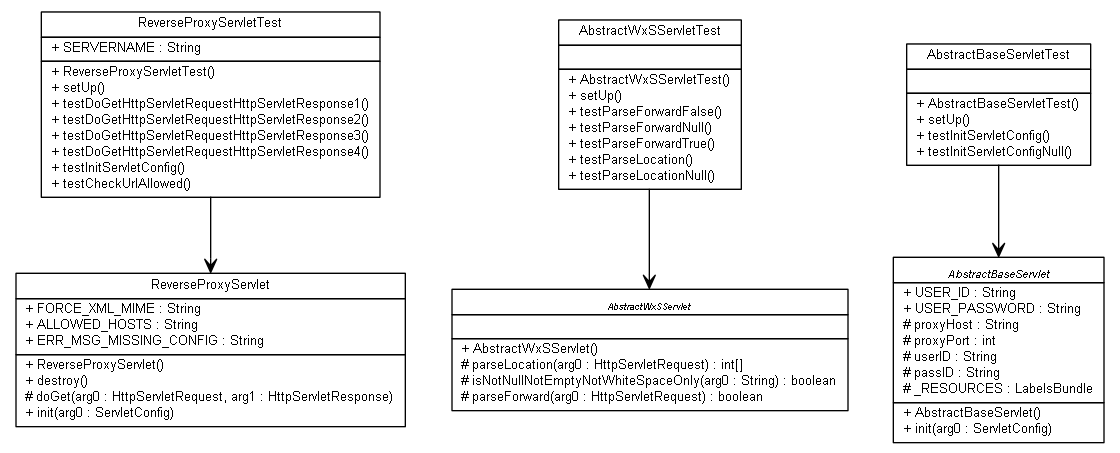 ReverseProxyServletTest
+ SERVERNAME : String
+ ReverseProxyServletTest()
+ setUp()
+ testDoGetHttpServletRequestHttpServletResponse1()
+ testDoGetHttpServletRequestHttpServletResponse2()
+ testDoGetHttpServletRequestHttpServletResponse3()
+ testDoGetHttpServletRequestHttpServletResponse4()
+ testInitServletConfig()
+ testCheckUrlAllowed()
AbstractWxSServletTest
+ AbstractWxSServletTest()
+ setUp()
+ testParseForwardFalse()
+ testParseForwardNull()
+ testParseForwardTrue()
+ testParseLocation()
+ testParseLocationNull()
AbstractBaseServletTest
+ AbstractBaseServletTest()
+ setUp()
+ testInitServletConfig()
+ testInitServletConfigNull()
ReverseProxyServlet
+ FORCE_XML_MIME : String
+ ALLOWED_HOSTS : String
+ ERR_MSG_MISSING_CONFIG : String
+ ReverseProxyServlet()
+ destroy()
# doGet(arg0 : HttpServletRequest, arg1 : HttpServletResponse)
+ init(arg0 : ServletConfig)
AbstractWxSServlet
+ AbstractWxSServlet()
# parseLocation(arg0 : HttpServletRequest) : int[]
# isNotNullNotEmptyNotWhiteSpaceOnly(arg0 : String) : boolean
# parseForward(arg0 : HttpServletRequest) : boolean
AbstractBaseServlet
+ USER_ID : String
+ USER_PASSWORD : String
# proxyHost : String
# proxyPort : int
# userID : String
# passID : String
# _RESOURCES : LabelsBundle
+ AbstractBaseServlet()
+ init(arg0 : ServletConfig)